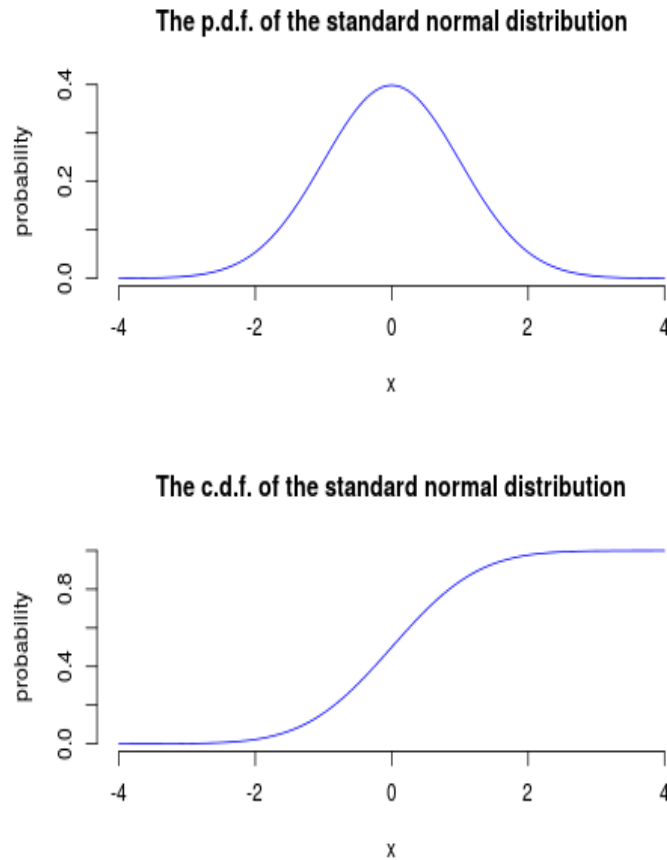 The p.d.f. of the standard normal distribution
probability
0.4
0.2
0.0
-4 -2 0 2 4
x
The c.d.f. of the standard normal distribution
probability
0.8
0.4
0.0
-4 -2 0 2 4
x